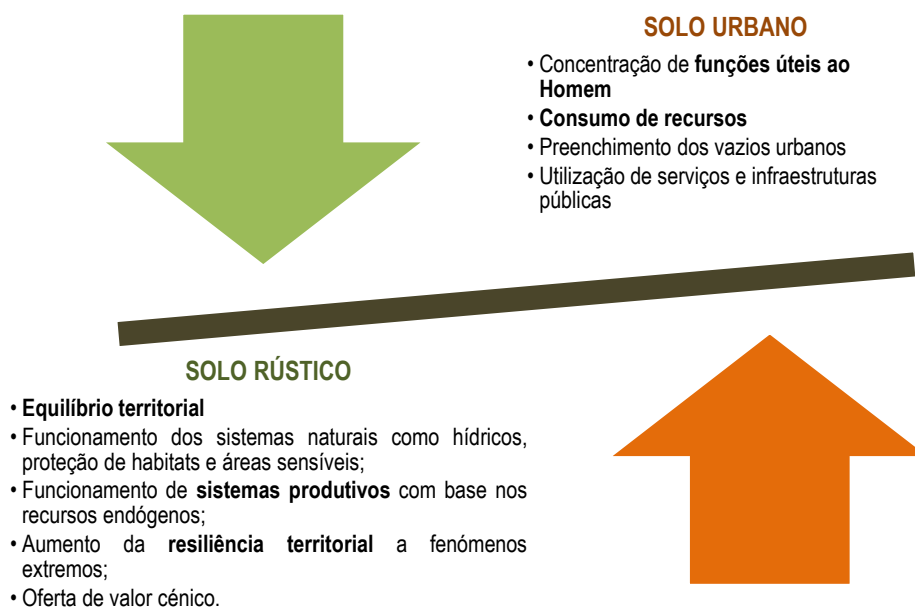 SOLO URBANO
• Concentração de funções úteis ao
Homem
• Consumo de recursos
• Preenchimento dos vazios urbanos
• Utilização de serviços e infraestruturas
públicas
SOLO RÚSTICO
• Equilíbrio territorial
• Funcionamento dos sistemas naturais como hídricos,
proteção de habitats e áreas sensíveis;
• Funcionamento de sistemas produtivos com base nos
recursos endógenos;
• Aumento da resiliência territorial a fenómenos
extremos;
• Oferta de valor cénico.